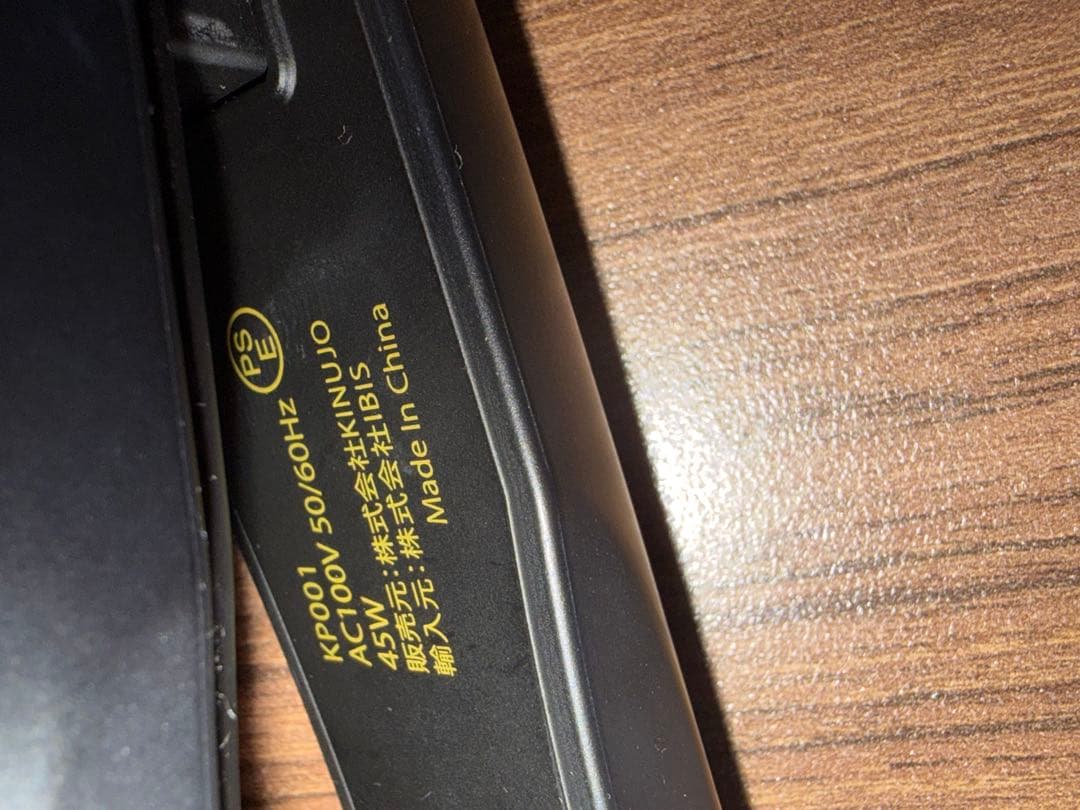 KP001
AC100V 50/60Hz
45W
販売元:株式会社KINUJO
輸入元:株式会社IBIS
Made In China
PS
E